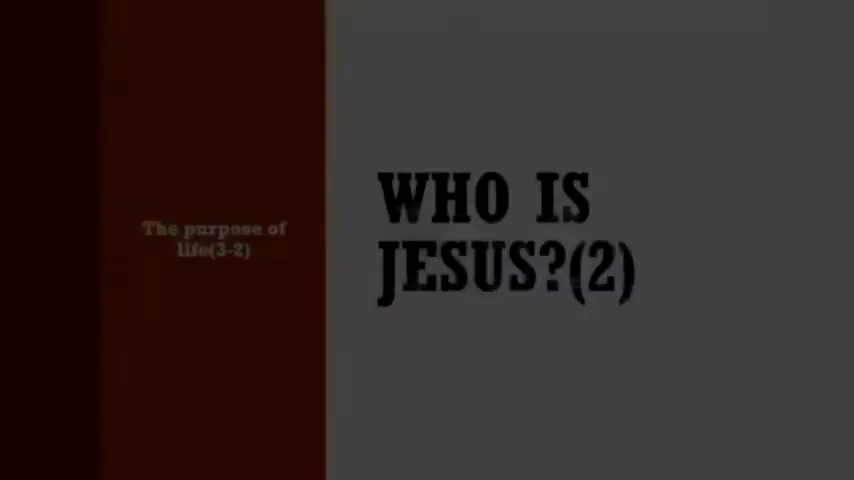 The purpose of
life(3-2)
WHO IS
JESUS?(2)